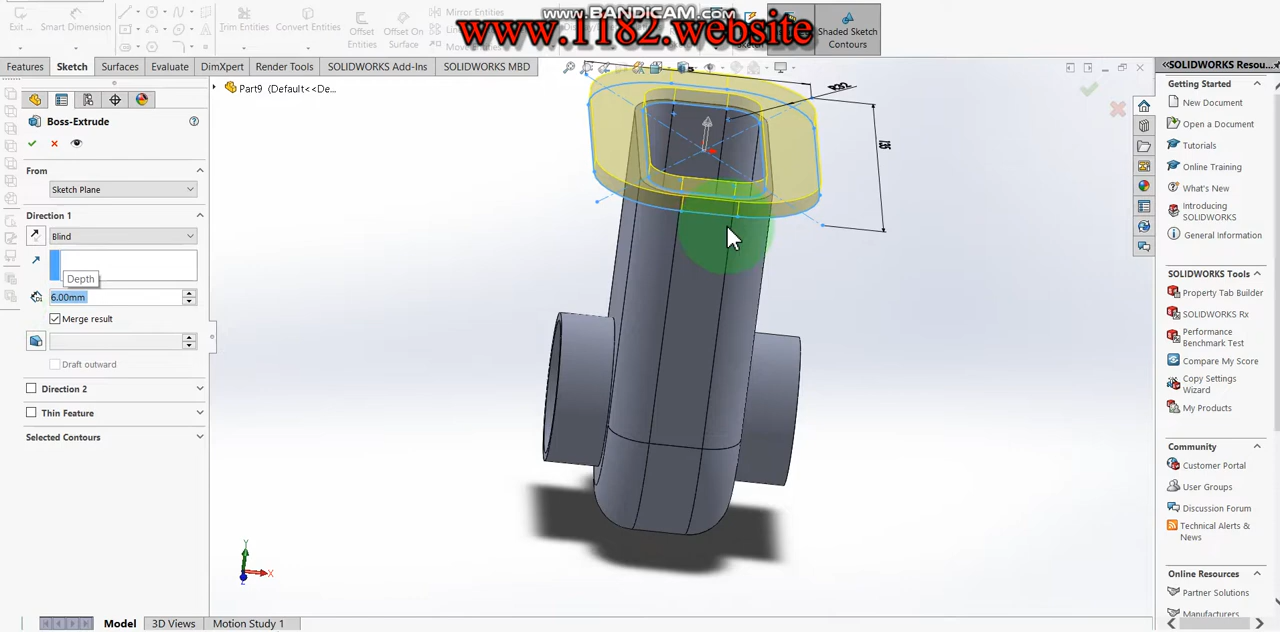 www.BANDICAM.com
www.1182.website
Exit ...
Smart Dimension
Trim Entities
Convert Entities
Offset Entities
Offset On Surface
Mirror Entities
Shaded Sketch Contours
Features
Sketch
Surfaces
Evaluate
DimXpert
Render Tools
SOLIDWORKS Add-Ins
SOLIDWORKS MBD
Part9 (Default<<De...
Boss-Extrude
From
Sketch Plane
Direction 1
Blind
Depth
6.00mm
Merge result
Draft outward
Direction 2
Thin Feature
Selected Contours
Y
X
Z
Model
3D Views
Motion Study 1
SOLIDWORKS Resou...
Getting Started
New Document
Open a Document
Tutorials
Online Training
What's New
Introducing SOLIDWORKS
General Information
SOLIDWORKS Tools
Property Tab Builder
SOLIDWORKS Rx
Performance Benchmark Test
Compare My Score
Copy Settings Wizard
My Products
Community
Customer Portal
User Groups
Discussion Forum
Technical Alerts & News
Online Resources
Partner Solutions
Manufacturers